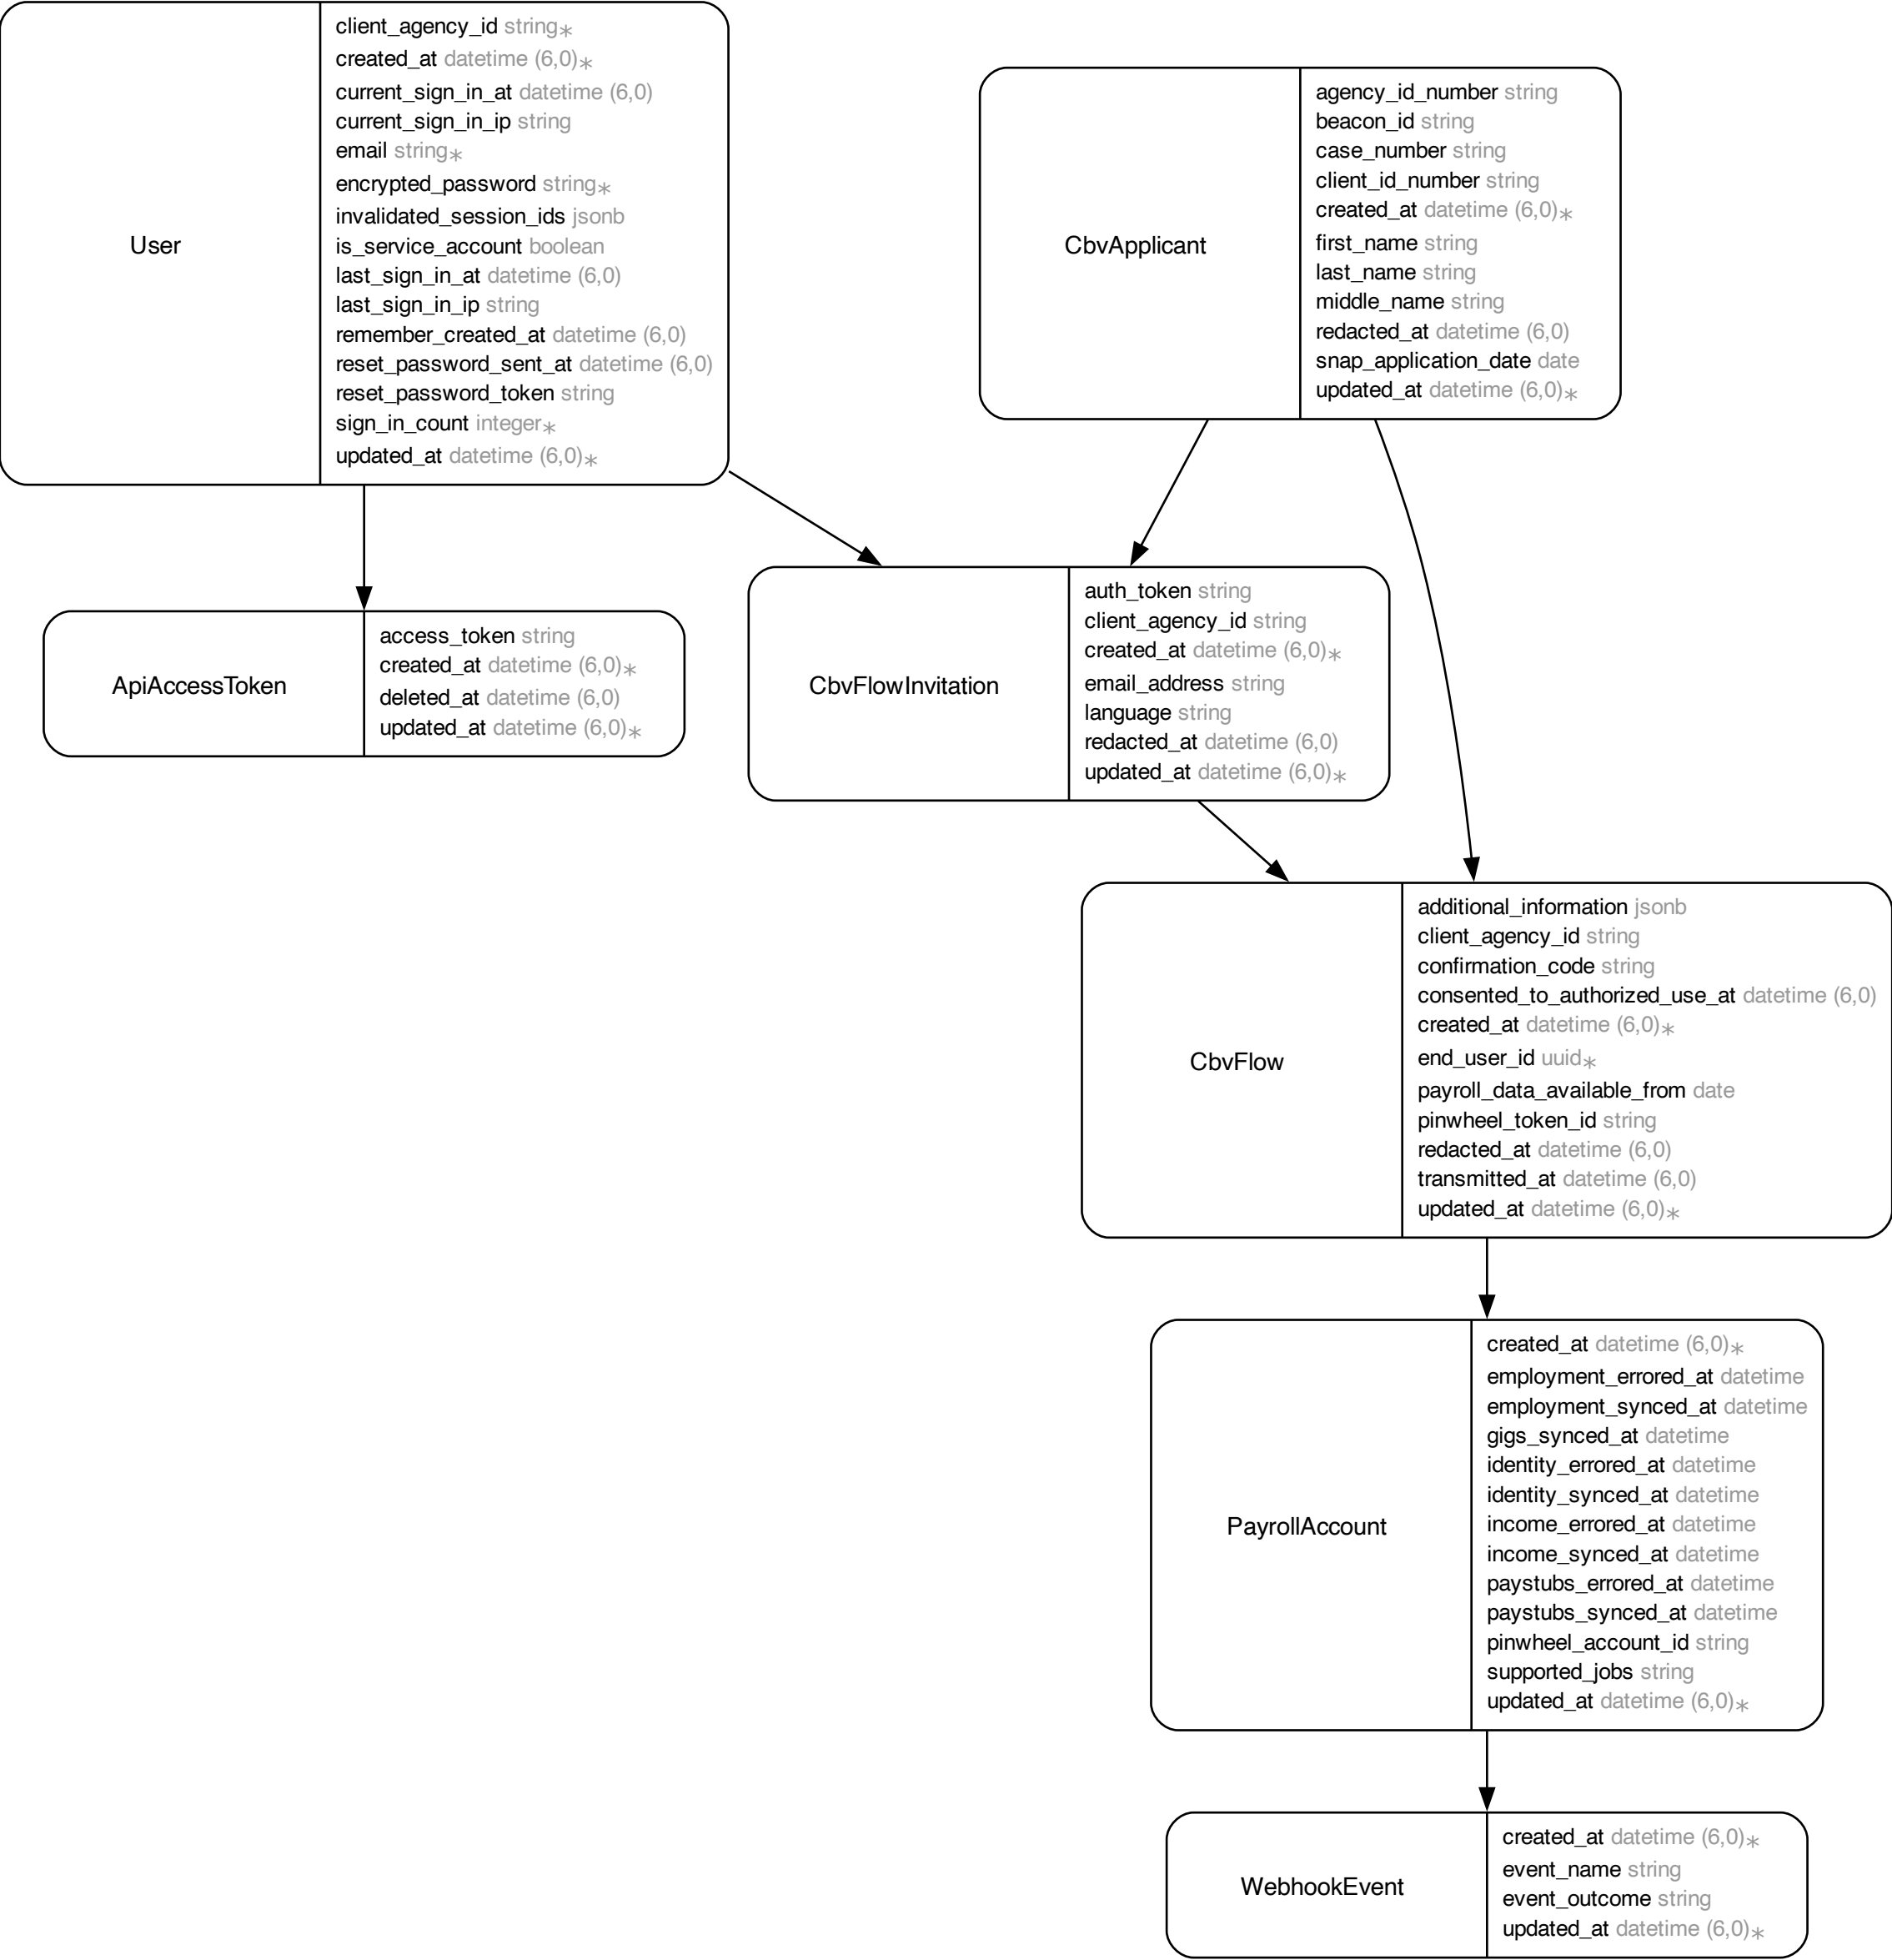 User
client_agency_id string*
created_at datetime (6,0)*
current_sign_in_at datetime (6,0)
current_sign_in_ip string
email string*
encrypted_password string*
invalidated_session_ids jsonb
is_service_account boolean
last_sign_in_at datetime (6,0)
last_sign_in_ip string
remember_created_at datetime (6,0)
reset_password_sent_at datetime (6,0)
reset_password_token string
sign_in_count integer*
updated_at datetime (6,0)*
CbvApplicant
agency_id_number string
beacon_id string
case_number string
client_id_number string
created_at datetime (6,0)*
first_name string
last_name string
middle_name string
redacted_at datetime (6,0)
snap_application_date date
updated_at datetime (6,0)*
ApiAccessToken
access_token string
created_at datetime (6,0)*
deleted_at datetime (6,0)
updated_at datetime (6,0)*
CbvFlowInvitation
auth_token string
client_agency_id string
created_at datetime (6,0)*
email_address string
language string
redacted_at datetime (6,0)
updated_at datetime (6,0)*
CbvFlow
additional_information jsonb
client_agency_id string
confirmation_code string
consented_to_authorized_use_at datetime (6,0)
created_at datetime (6,0)*
end_user_id uuid*
payroll_data_available_from date
pinwheel_token_id string
redacted_at datetime (6,0)
transmitted_at datetime (6,0)
updated_at datetime (6,0)*
PayrollAccount
created_at datetime (6,0)*
employment_errored_at datetime
employment_synced_at datetime
gigs_synced_at datetime
identity_errored_at datetime
identity_synced_at datetime
income_errored_at datetime
income_synced_at datetime
paystubs_errored_at datetime
paystubs_synced_at datetime
pinwheel_account_id string
supported_jobs string
updated_at datetime (6,0)*
WebhookEvent
created_at datetime (6,0)*
event_name string
event_outcome string
updated_at datetime (6,0)*